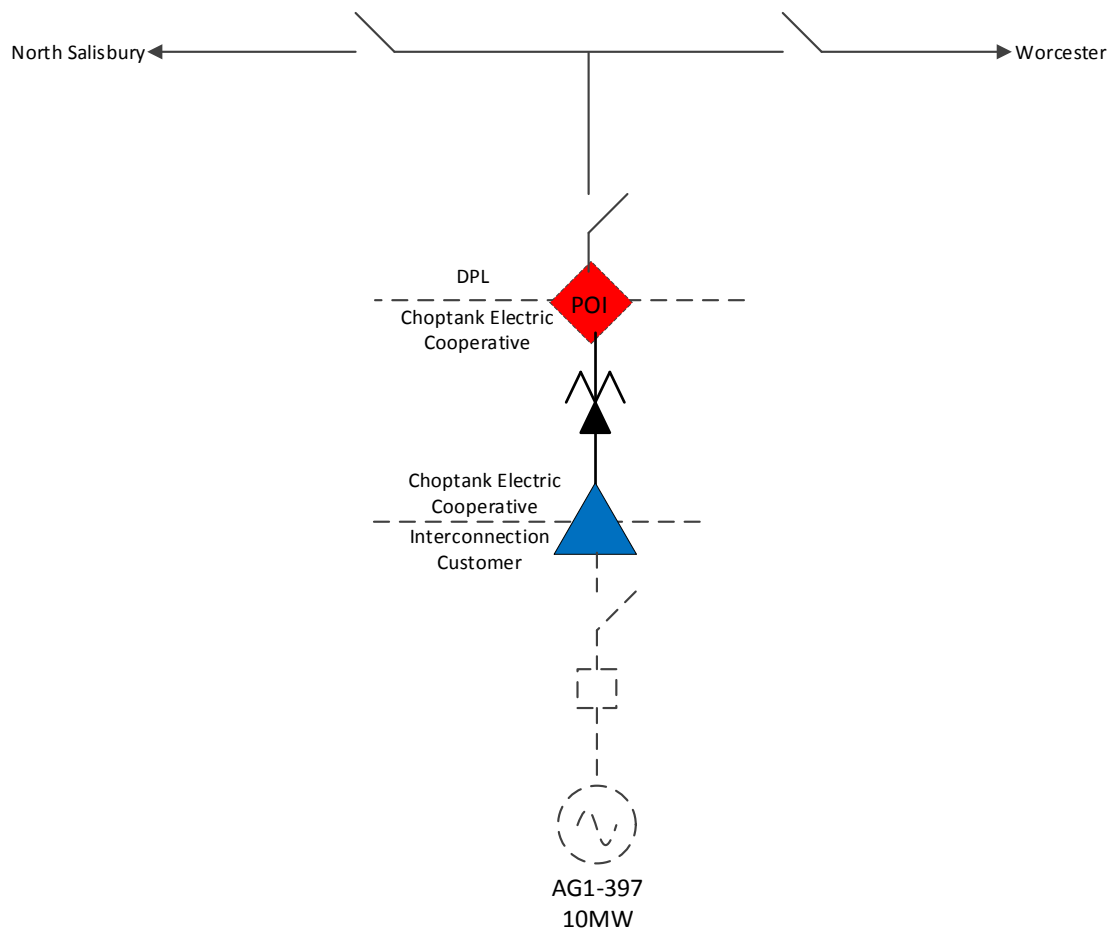 North Salisbury
Worcester
DPL
POI
Choptank Electric
Cooperative
Choptank Electric
Cooperative
Interconnection
Customer
AG1-397
10MW